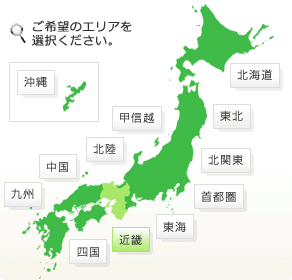 ご希望のエリアを
選択ください。
沖縄
北海道
甲信越
東北
北陸
北関東
中国
九州
首都圏
東海
近畿
四国